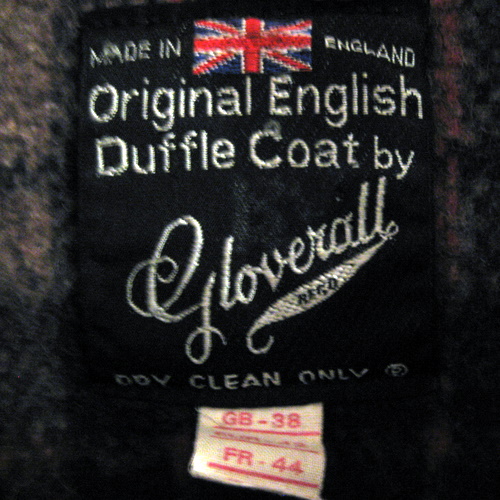 MADE IN ENGLAND
Original English
Duffle Coat by
Gloverall
REGD
DRY CLEAN ONLY Ⓟ
GB-38
FR-44